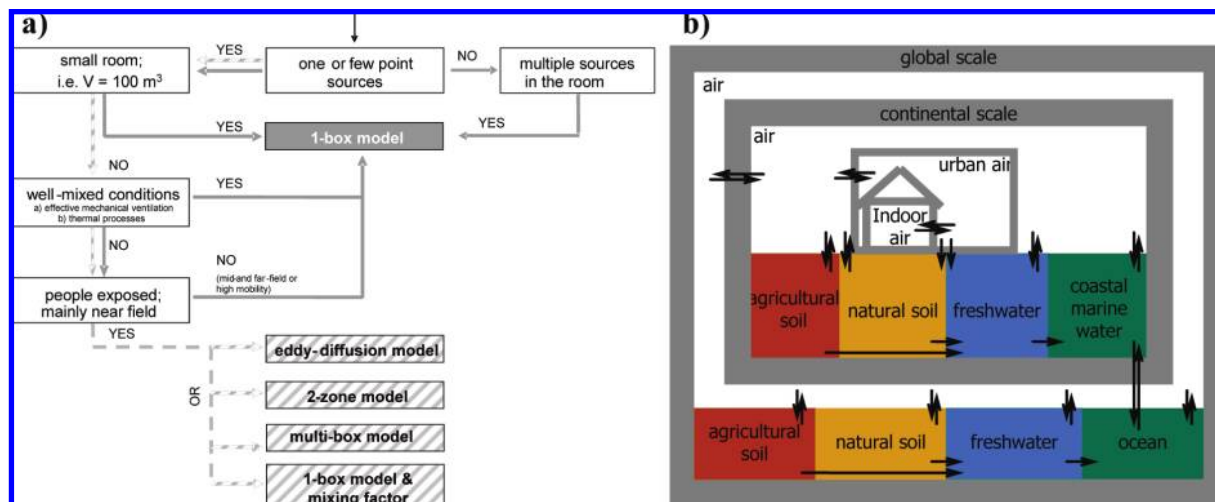 a)
small room;
i.e. V = 100 m³
YES
one or few point
sources
NO
multiple sources
in the room
YES
1-box model
YES
NO
well-mixed conditions
a) effective mechanical ventilation
b) thermal processes
YES
NO
NO
(mid-and far-field or
high mobility)
people exposed;
mainly near field
YES
OR
eddy-diffusion model
2-zone model
multi-box model
1-box model &
mixing factor
b)
global scale
air
continental scale
air
urban air
Indoor
air
agricultural
soil
natural soil
freshwater
coastal
marine
water
agricultural
soil
natural soil
freshwater
ocean